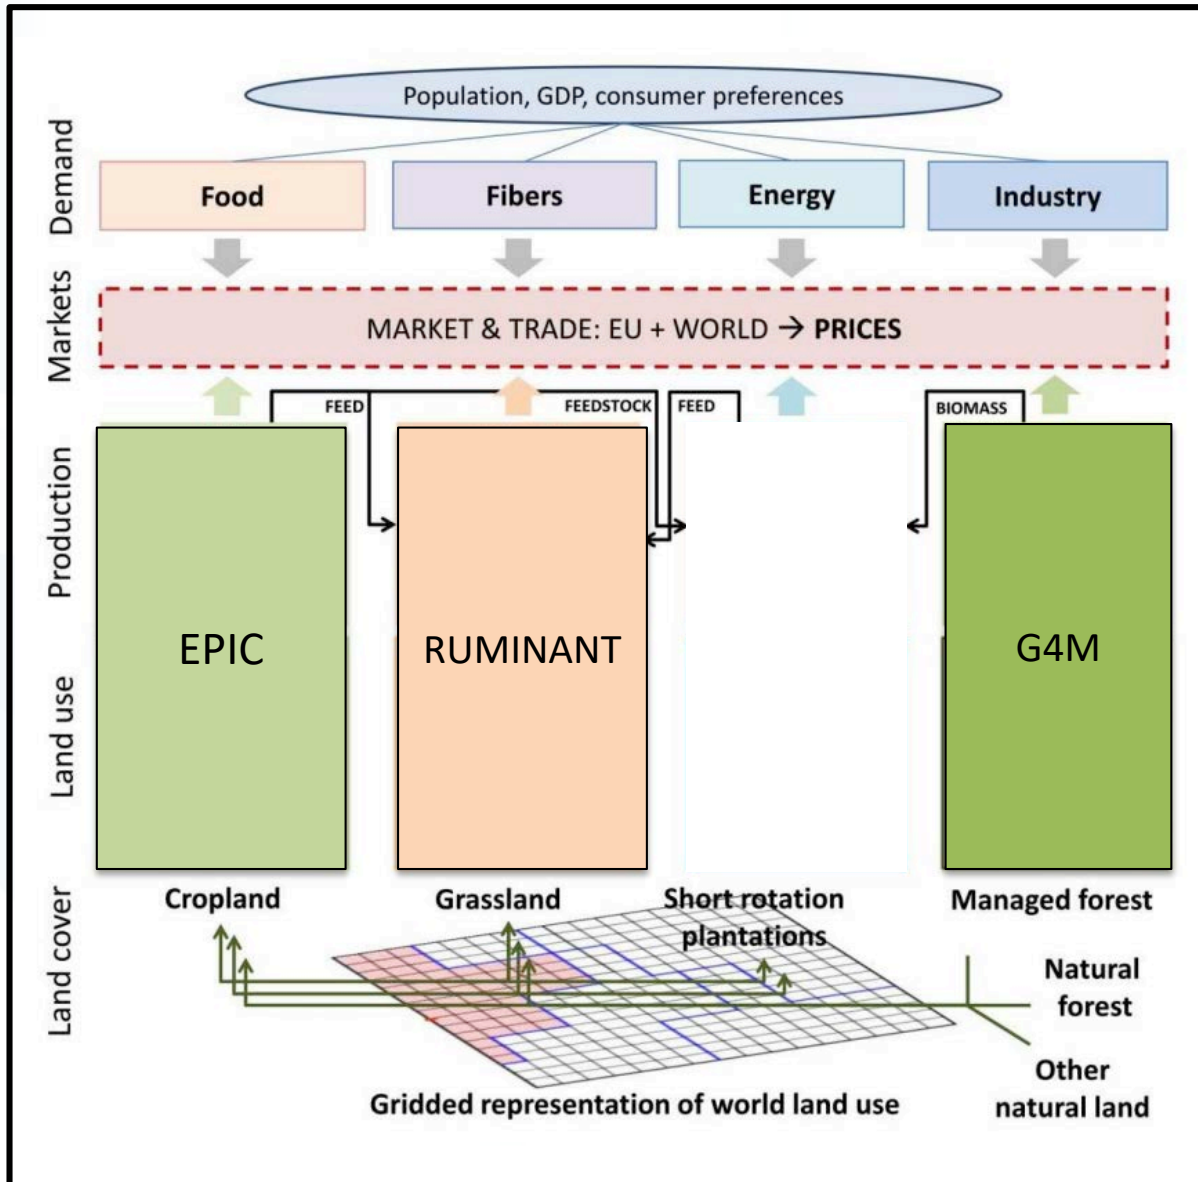 Population, GDP, consumer preferences
Demand
Food
Fibers
Energy
Industry
Markets
MARKET & TRADE: EU + WORLD → PRICES
FEED
FEEDSTOCK
FEED
BIOMASS
Production
EPIC
RUMINANT
G4M
Land use
Land cover
Cropland
Grassland
Short rotation
plantations
Managed forest
Natural
forest
Other
natural land
Gridded representation of world land use